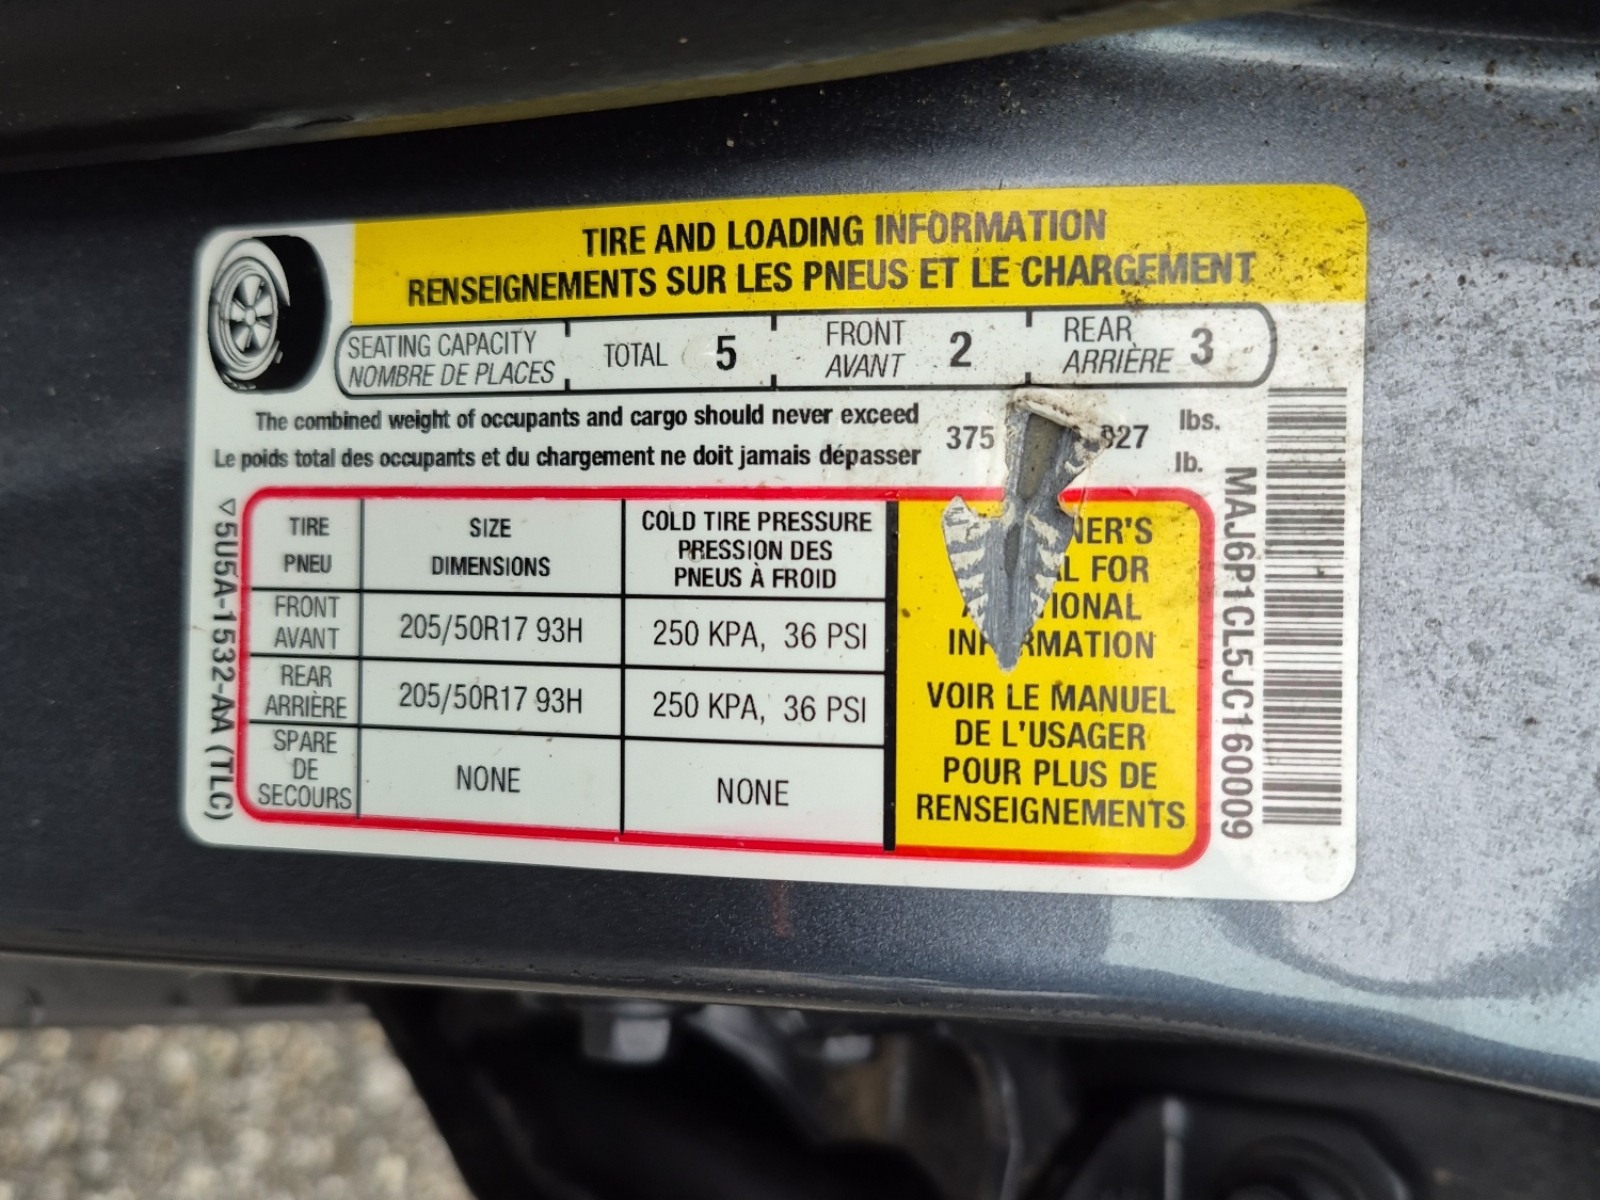 TIRE AND LOADING INFORMATION
RENSEIGNEMENTS SUR LES PNEUS ET LE CHARGEMENT
SEATING CAPACITY
NOMBRE DE PLACES
TOTAL 5
FRONT
AVANT 2
REAR
ARRIÈRE 3
The combined weight of occupants and cargo should never exceed
Le poids total des occupants et du chargement ne doit jamais dépasser
375
lbs.
lb.
TIRE
PNEU
SIZE
DIMENSIONS
COLD TIRE PRESSURE
PRESSION DES
PNEUS À FROID
FRONT
AVANT
205/50R17 93H
250 KPA, 36 PSI
REAR
ARRIÈRE
205/50R17 93H
250 KPA, 36 PSI
SPARE
DE
SECOURS
NONE
NONE
NER'S
L FOR
TIONAL
VOIR LE MANUEL
DE L'USAGER
POUR PLUS DE
RENSEIGNEMENTS
5U5A-1532-AA (TLC)
MAJ6P1CL5JC160009